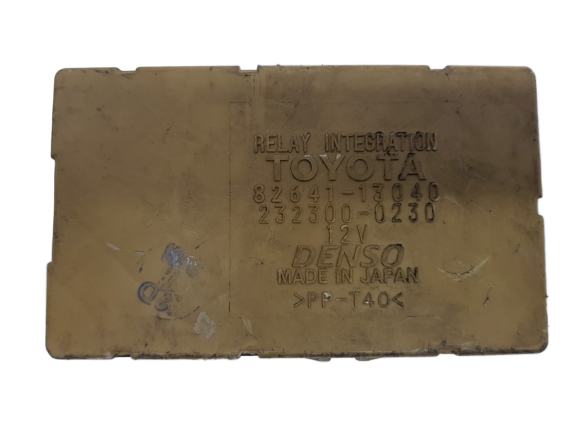 RELAY INTEGRATION
TOYOTA
82641-13040
232300-0230
12V
DENSO
MADE IN JAPAN
>PP-T40<